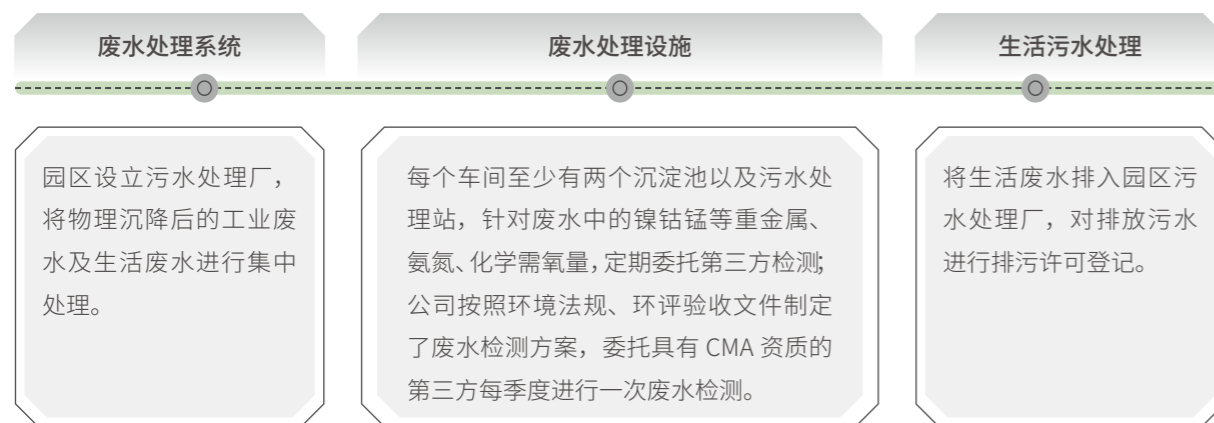 废水处理系统
园区设立污水处理厂，
将物理沉降后的工业废
水及生活废水进行集中
处理。
废水处理设施
每个车间至少有两个沉淀池以及污水处
理站，针对废水中的镍钴锰等重金属、
氨氮、化学需氧量，定期委托第三方检测；
公司按照环境法规、环评验收文件制定
了废水检测方案，委托具有 CMA 资质的
第三方每季度进行一次废水检测。
生活污水处理
将生活废水排入园区污
水处理厂，对排放污水
进行排污许可登记。